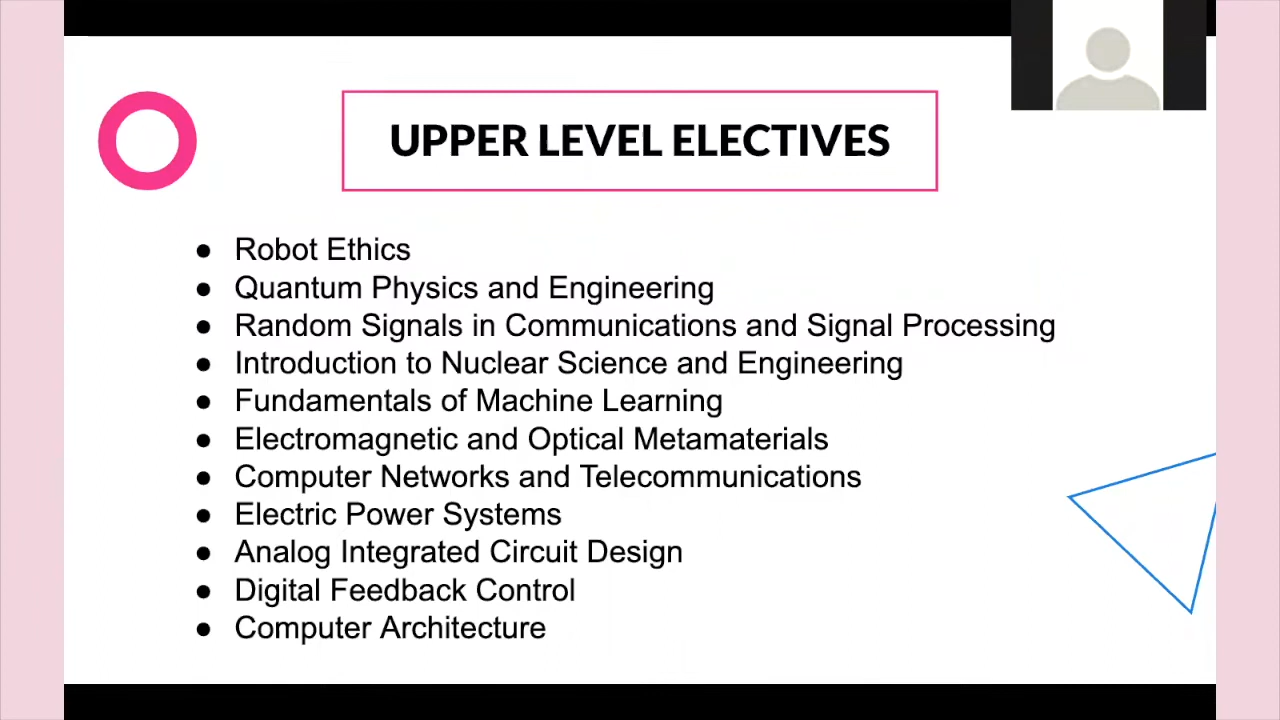 UPPER LEVEL ELECTIVES
● Robot Ethics
● Quantum Physics and Engineering
● Random Signals in Communications and Signal Processing
● Introduction to Nuclear Science and Engineering
● Fundamentals of Machine Learning
● Electromagnetic and Optical Metamaterials
● Computer Networks and Telecommunications
● Electric Power Systems
● Analog Integrated Circuit Design
● Digital Feedback Control
● Computer Architecture